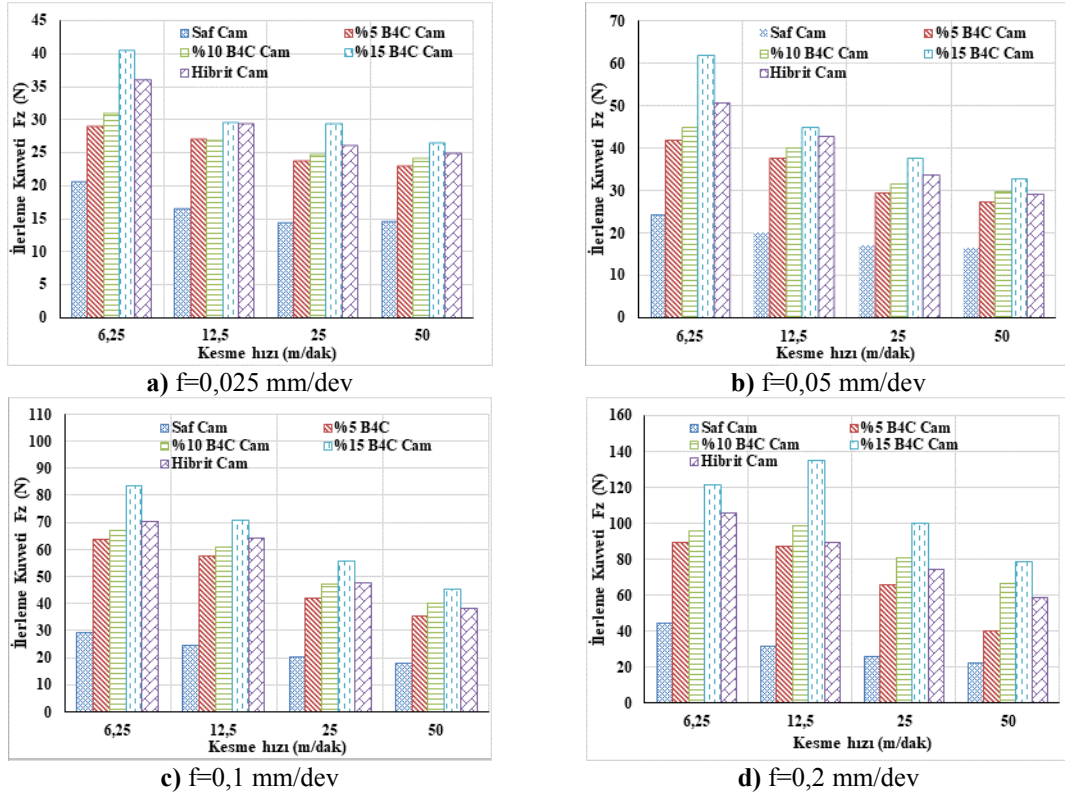 45
40
35
30
25
20
15
10
5
0
İlerleme Kuvveti Fz (N)
Saf Cam
%5 B4C Cam
%10 B4C Cam
%15 B4C Cam
Hibrit Cam
6,25
12,5
25
50
Kesme hızı (m/dak)
a) f=0,025 mm/dev
70
60
50
40
30
20
10
0
İlerleme Kuvveti Fz (N)
Saf Cam
%5 B4C Cam
%10 B4C Cam
%15 B4C Cam
Hibrit Cam
6,25
12,5
25
50
Kesme hızı (m/dak)
b) f=0,05 mm/dev
110
100
90
80
70
60
50
40
30
20
10
0
İlerleme Kuvveti Fz (N)
Saf Cam
%5 B4C
%10 B4C Cam
%15 B4C Cam
Hibrit Cam
6,25
12,5
25
50
Kesme hızı (m/dak)
c) f=0,1 mm/dev
160
140
120
100
80
60
40
20
0
İlerleme Kuvveti Fz (N)
Saf Cam
%5 B4C Cam
%10 B4C Cam
%15 B4C Cam
Hibrit Cam
6,25
12,5
25
50
Kesme hızı (m/dak)
d) f=0,2 mm/dev